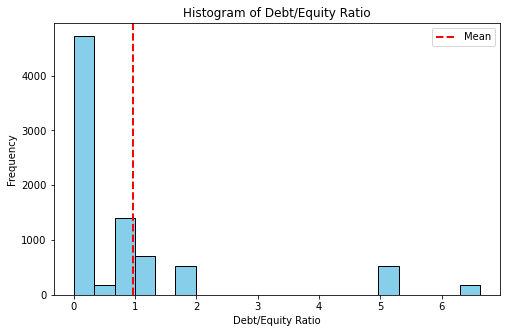 Histogram of Debt/Equity Ratio
Mean
Frequency
4000
3000
2000
1000
0
0 1 2 3 4 5 6
Debt/Equity Ratio